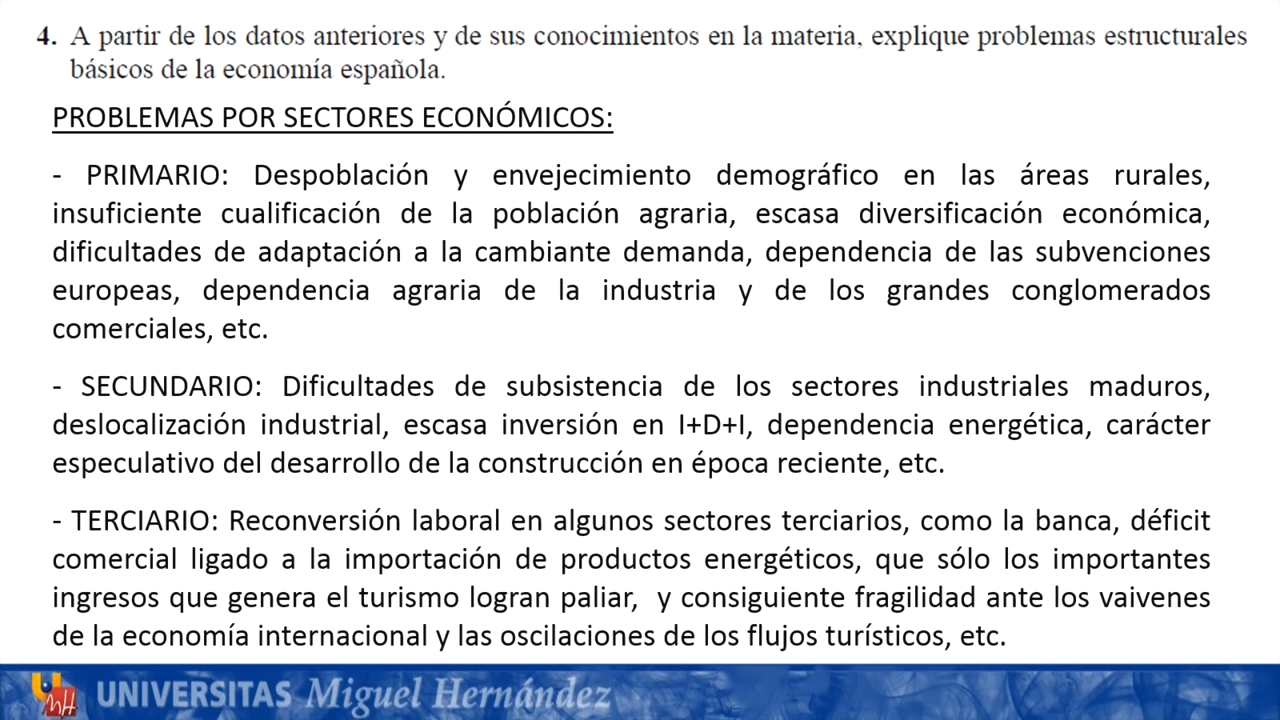 4. A partir de los datos anteriores y de sus conocimientos en la materia, explique problemas estructurales
básicos de la economía española.
PROBLEMAS POR SECTORES ECONÓMICOS:
- PRIMARIO: Despoblación y envejecimiento demográfico en las áreas rurales,
insuficiente cualificación de la población agraria, escasa diversificación económica,
dificultades de adaptación a la cambiante demanda, dependencia de las subvenciones
europeas, dependencia agraria de la industria y de los grandes conglomerados
comerciales, etc.
- SECUNDARIO: Dificultades de subsistencia de los sectores industriales maduros,
deslocalización industrial, escasa inversión en I+D+I, dependencia energética, carácter
especulativo del desarrollo de la construcción en época reciente, etc.
- TERCIARIO: Reconversión laboral en algunos sectores terciarios, como la banca, déficit
comercial ligado a la importación de productos energéticos, que sólo los importantes
ingresos que genera el turismo logran paliar, y consiguiente fragilidad ante los vaivenes
de la economía internacional y las oscilaciones de los flujos turísticos, etc.
UNIVERSITAS Miguel Hernández